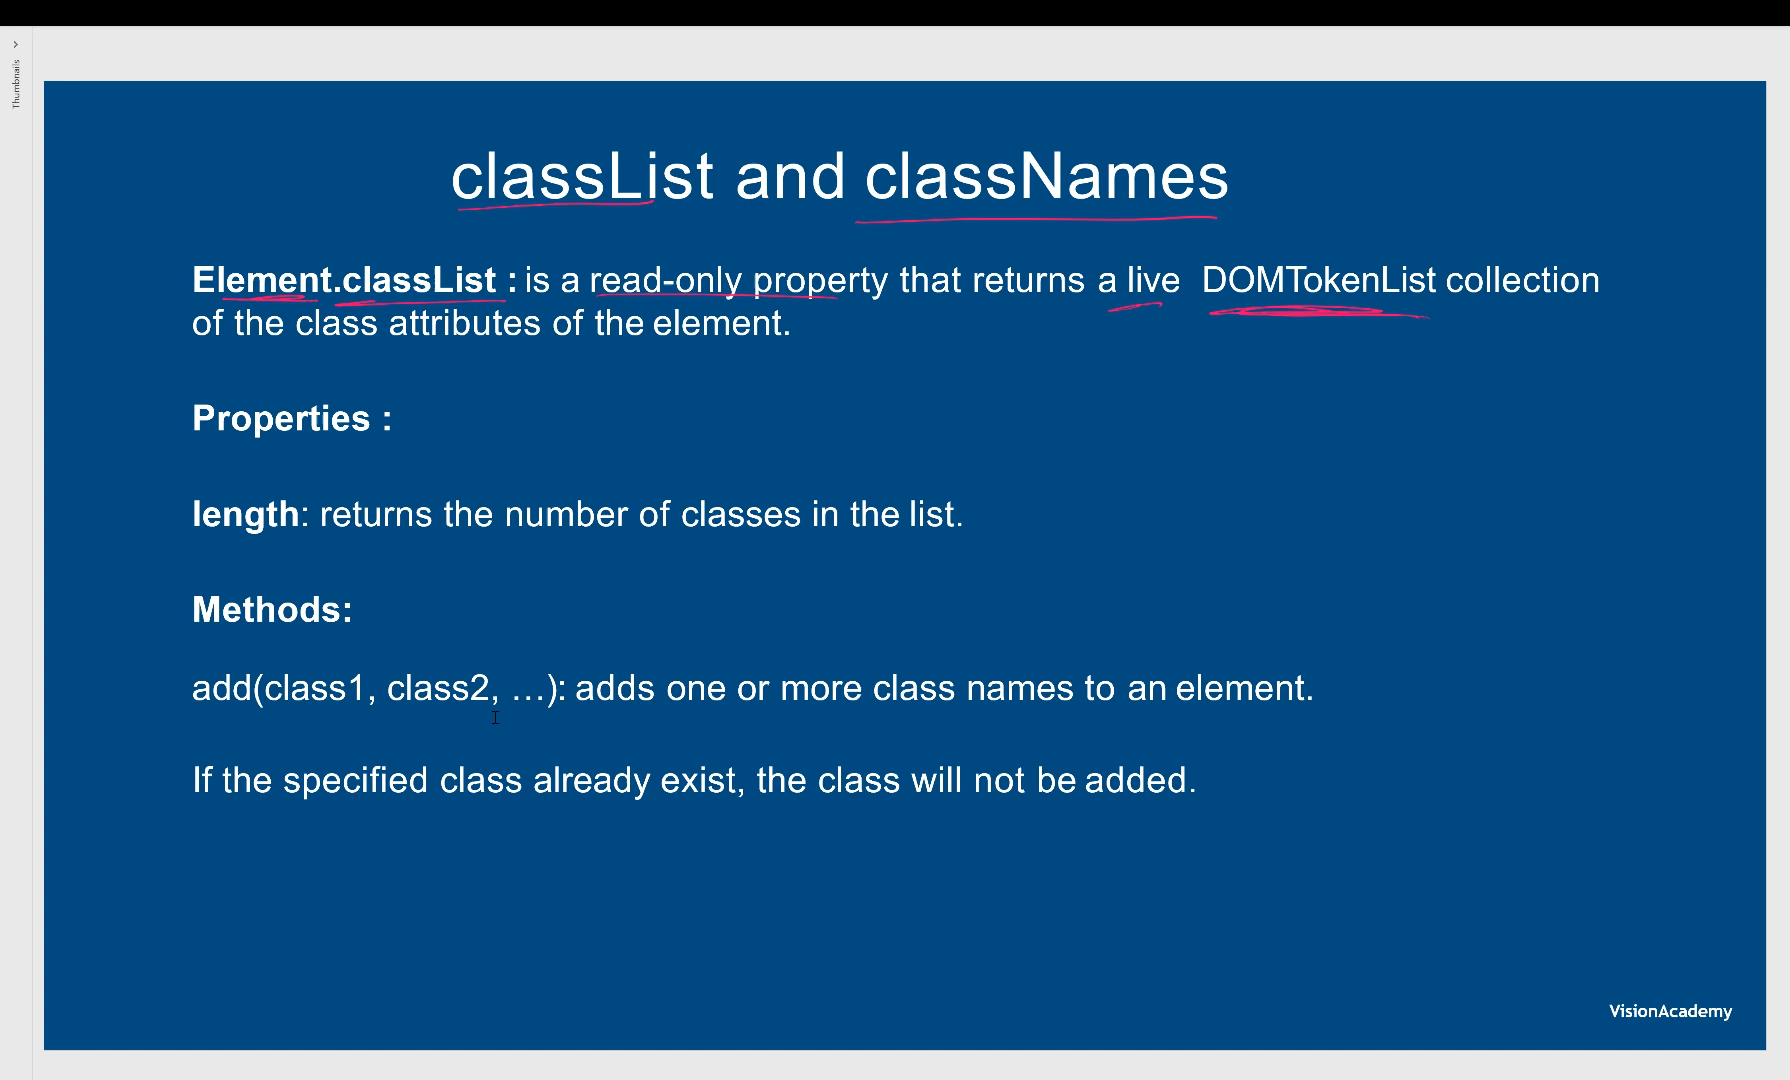 Thumbnails
classList and classNames
Element.classList : is a read-only property that returns a live DOMTokenList collection
of the class attributes of the element.
Properties :
length: returns the number of classes in the list.
Methods:
add(class1, class2, …): adds one or more class names to an element.
If the specified class already exist, the class will not be added.
VisionAcademy